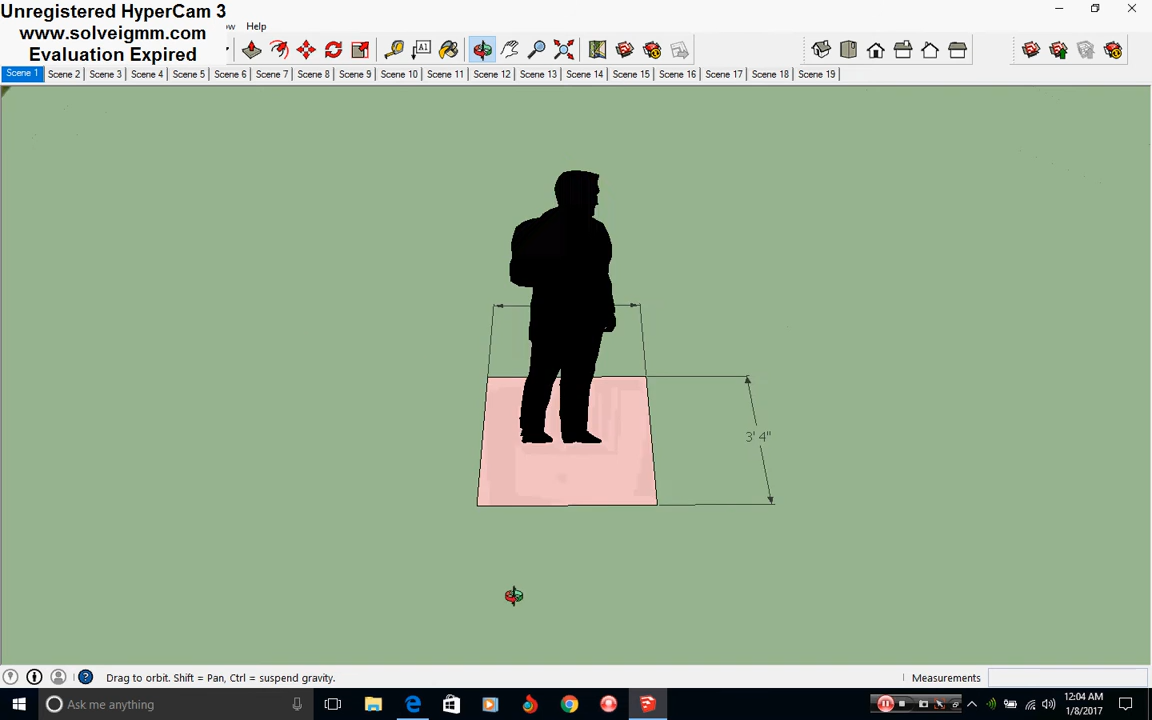 Unregistered HyperCam 3
www.solveigmm.com
Evaluation Expired
Help
A1
Scene 1 Scene 2 Scene 3 Scene 4 Scene 5 Scene 6 Scene 7 Scene 8 Scene 9 Scene 10 Scene 11 Scene 12 Scene 13 Scene 14 Scene 15 Scene 16 Scene 17 Scene 18 Scene 19
3' 4"
Drag to orbit. Shift = Pan, Ctrl = suspend gravity.
Measurements
Ask me anything
12:04 AM
1/8/2017